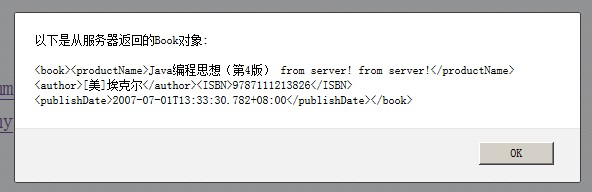 以下是从服务器返回的Book对象:
<book><productName>Java编程思想（第4版） from server! from server!</productName>
<author>[美]埃克尔</author><ISBN>9787111213826</ISBN>
<publishDate>2007-07-01T13:33:30.782+08:00</publishDate></book>
OK